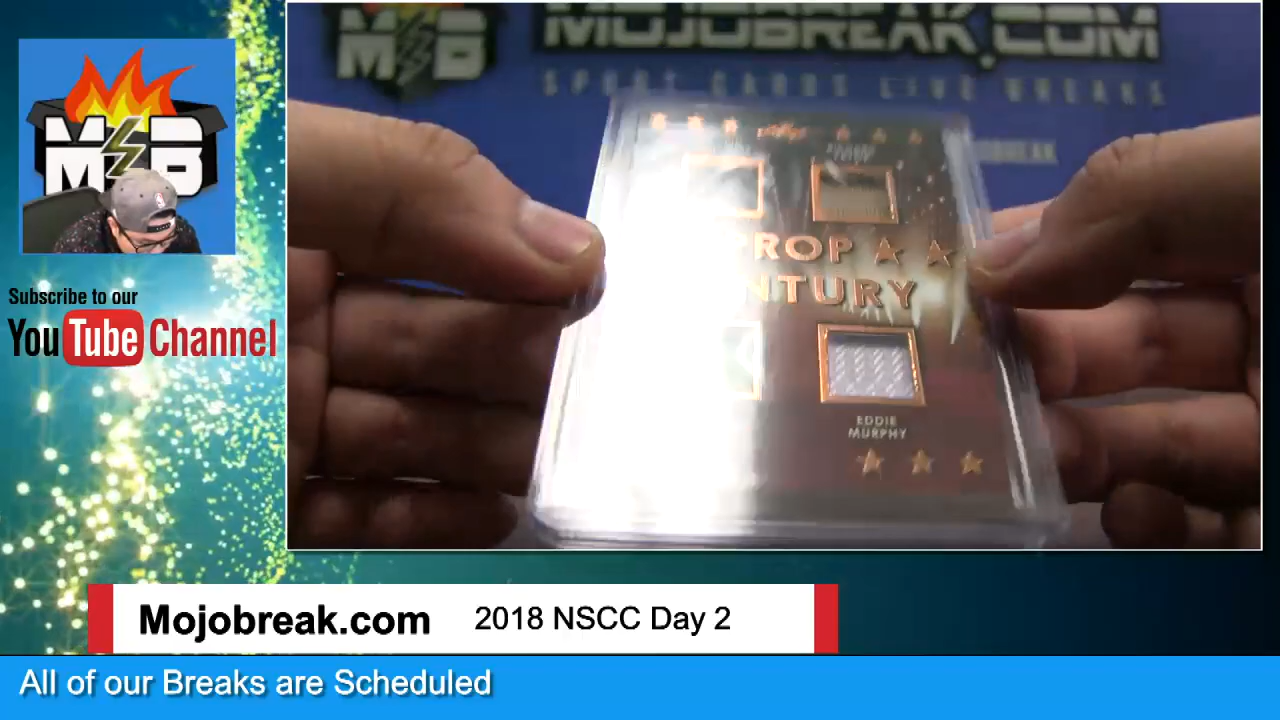 MOJOBREAK.COM
SPORT CARDS LIVE BREAKS
M B
M B
MOJOBREAK
PROP
NTURY
EDDIE
MURPHY
Subscribe to our
YouTube Channel
Mojobreak.com
2018 NSCC Day 2
All of our Breaks are Scheduled